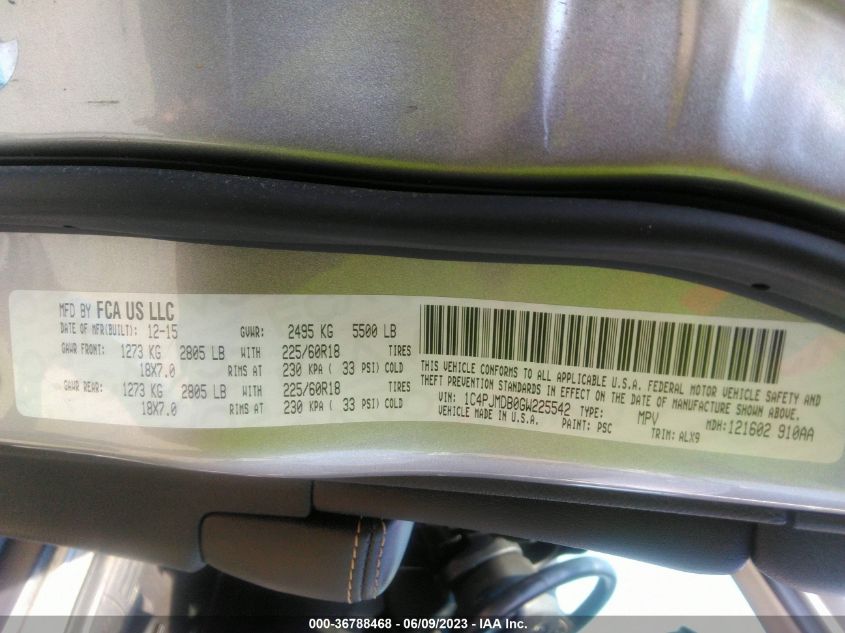 MFD BY FCA US LLC
DATE OF MFR(BUILT): 12-15 GVWR: 2495 KG 5500 LB
GAWR FRONT: 1273 KG 2805 LB WITH 225/60R18 TIRES
18X7.0 RIMS AT 230 KPA ( 33 PSI) COLD
GAWR REAR: 1273 KG 2805 LB WITH 225/60R18 TIRES
18X7.0 RIMS AT 230 KPA ( 33 PSI) COLD
THIS VEHICLE CONFORMS TO ALL APPLICABLE U.S.A. FEDERAL MOTOR VEHICLE SAFETY AND
THEFT PREVENTION STANDARDS IN EFFECT ON THE DATE OF MANUFACTURE SHOWN ABOVE.
VIN: 1C4PJMDB0GW225542 TYPE: MPV MDH:121602 910AA
VEHICLE MADE IN U.S.A. PAINT: PSC TRIM: ALX9
000-36788468 - 06/09/2023 - IAA Inc.